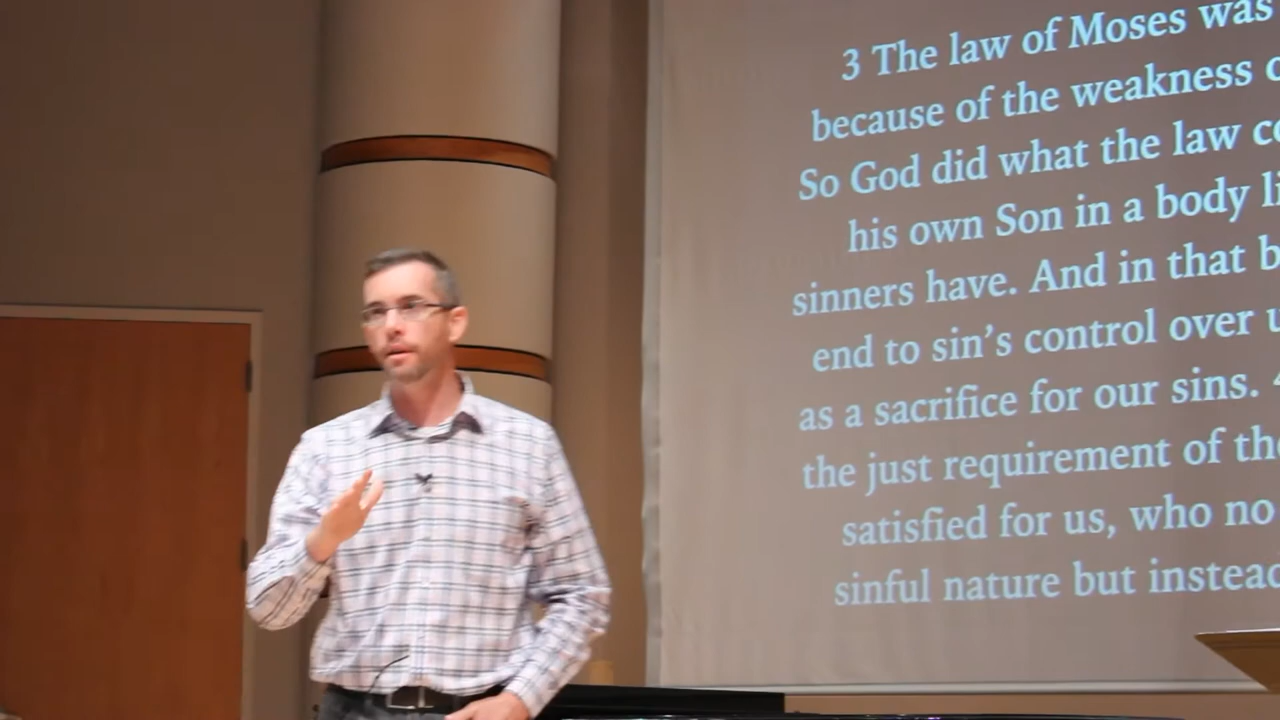 3 The law of Moses was
because of the weakness
So God did what the law
his own Son in a body
sinners have. And in that
end to sin’s control over
as a sacrifice for our sins.
the just requirement of
satisfied for us, who no
sinful nature but instead